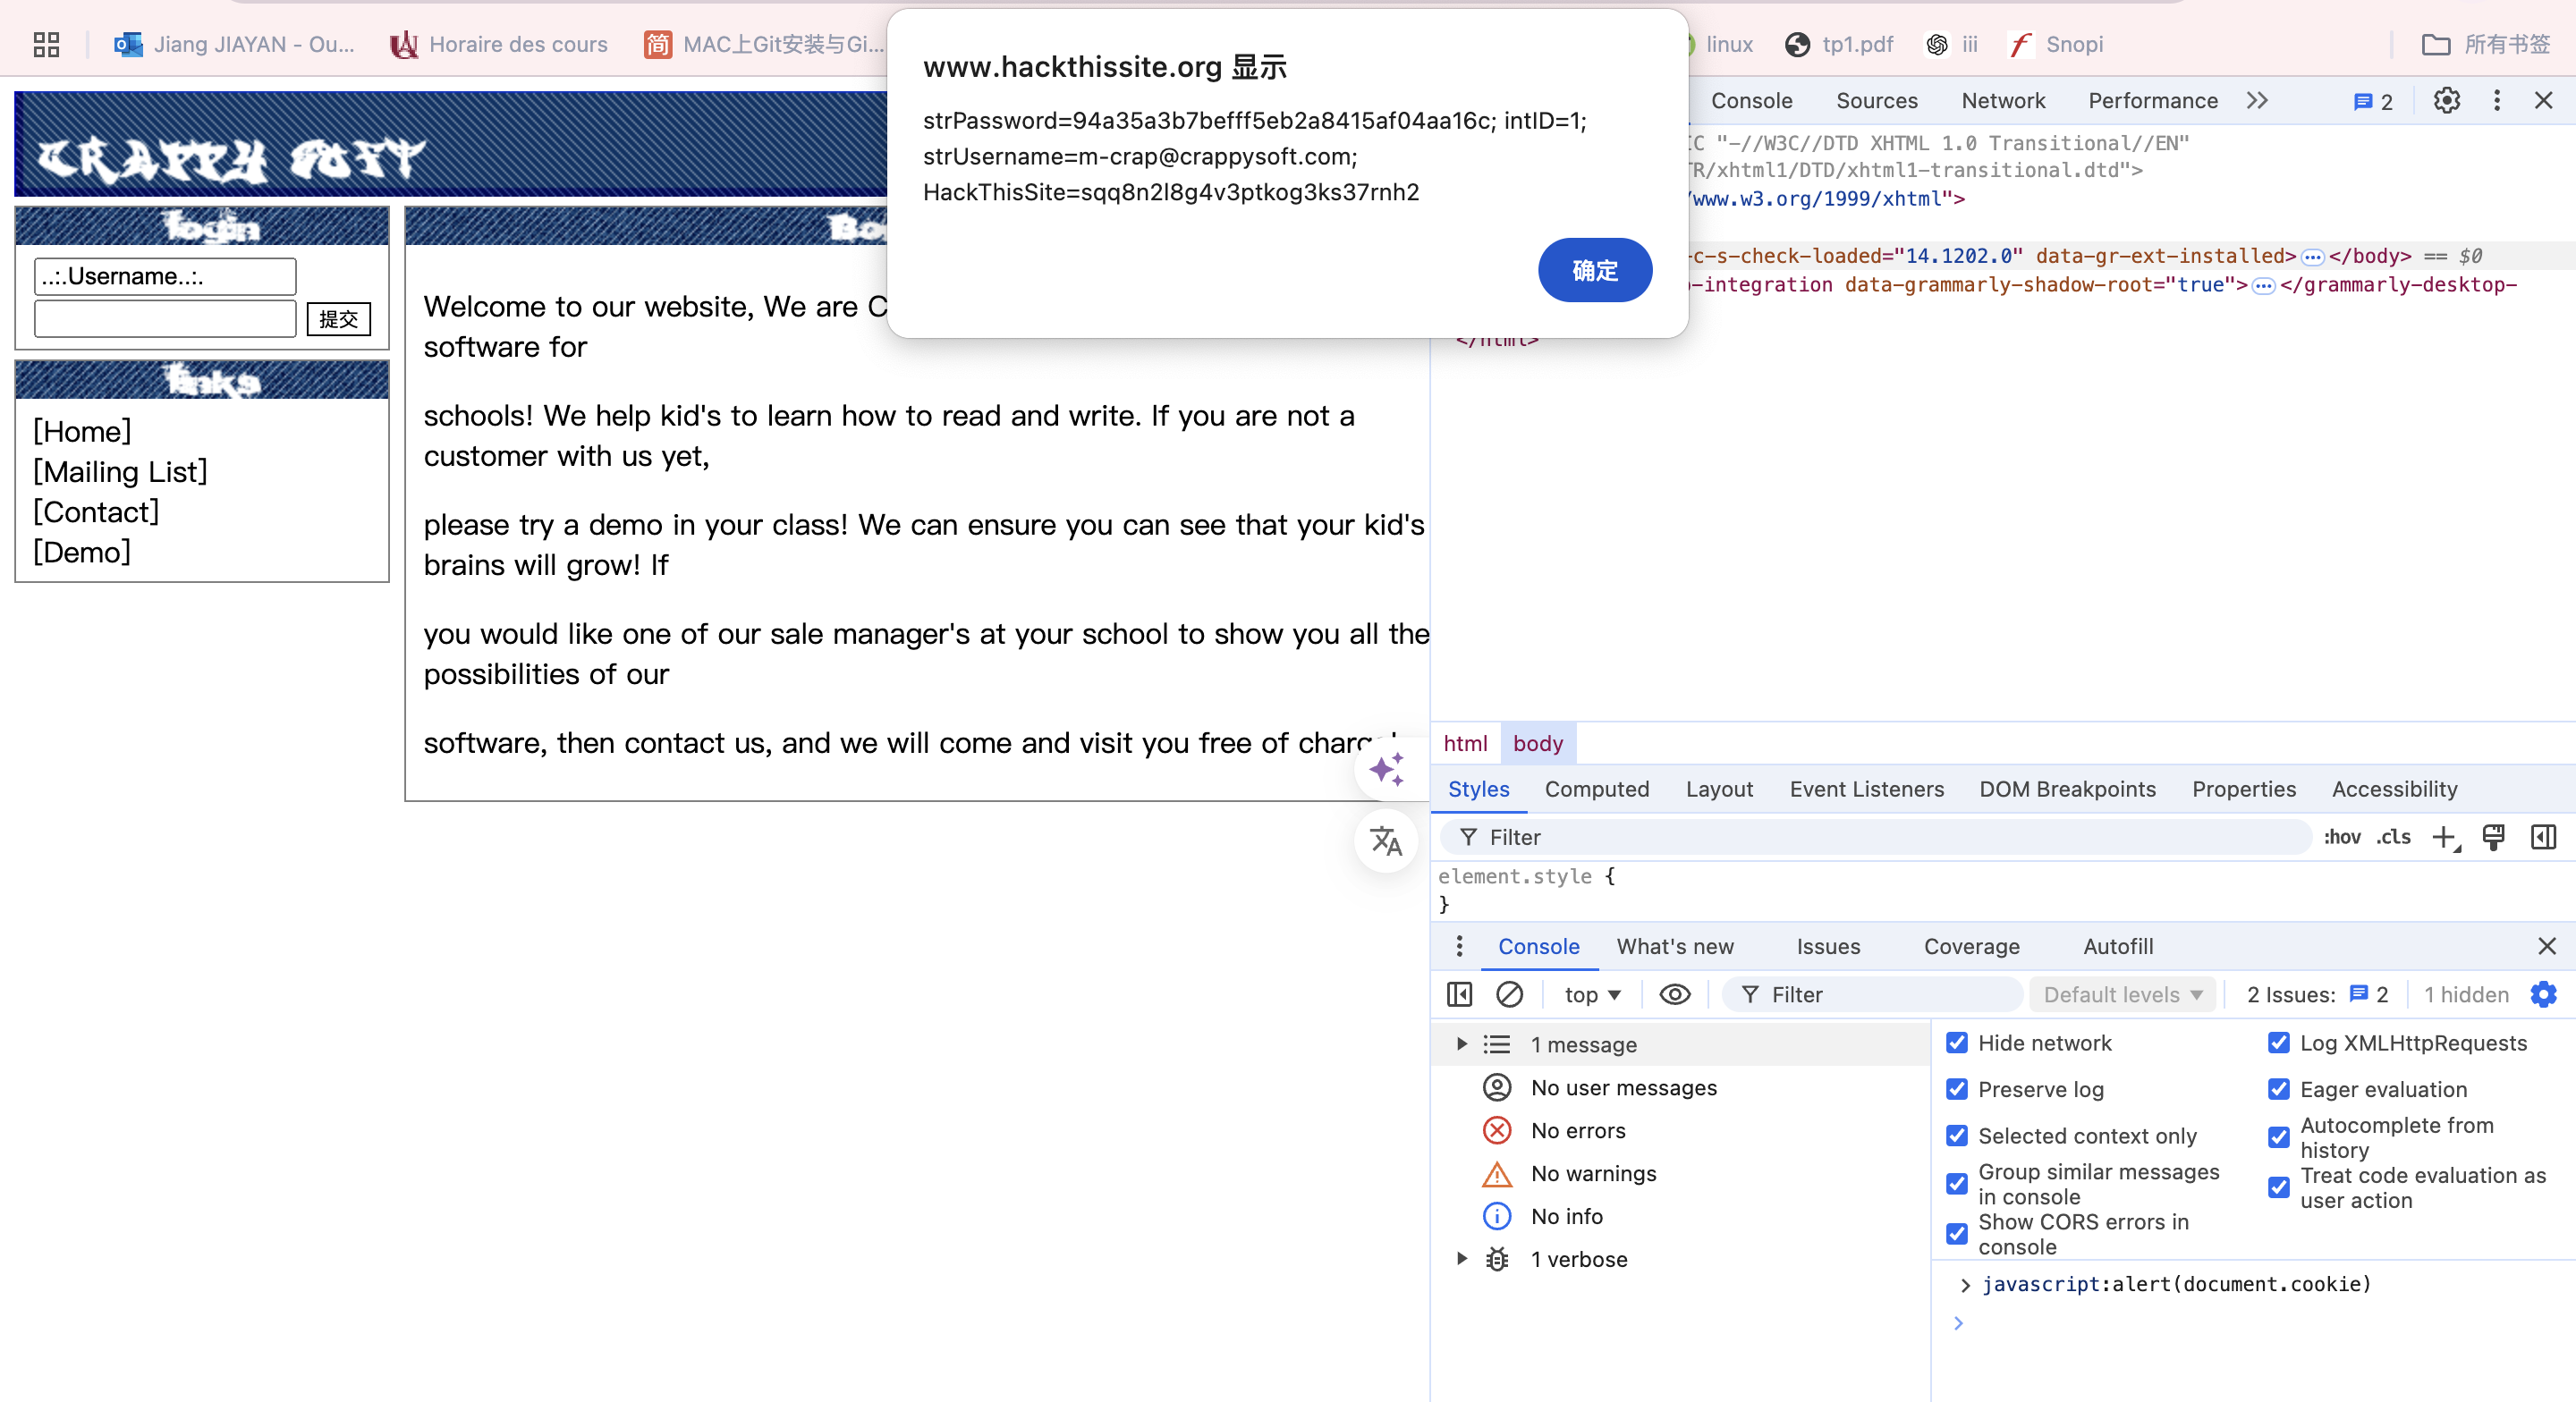 Jiang JIAYAN - Ou...
Horaire des cours
简 MAC上Git安装与Gi...
linux
tp1.pdf
iii
Snopi
所有书签
www.hackthissite.org 显示
strPassword=94a35a3b7befff5eb2a8415af04aa16c; intID=1;
strUsername=m-crap@crappysoft.com;
HackThisSite=sqq8n2l8g4v3ptkog3ks37rnh2
确定
CRAPPY SOFT
Login
..:.Username..:.
提交
Links
[Home]
[Mailing List]
[Contact]
[Demo]
Welcome to our website, We are C
software for
schools! We help kid's to learn how to read and write. If you are not a
customer with us yet,
please try a demo in your class! We can ensure you can see that your kid's
brains will grow! If
you would like one of our sale manager's at your school to show you all the
possibilities of our
software, then contact us, and we will come and visit you free of charge!
Console Sources Network Performance 2
IC "-//W3C//DTD XHTML 1.0 Transitional//EN"
TR/xhtml1/DTD/xhtml1-transitional.dtd">
/www.w3.org/1999/xhtml">
-c-s-check-loaded="14.1202.0" data-gr-ext-installed>…</body> == $0
-integration data-grammarly-shadow-root="true">…</grammarly-desktop-
</html>
html body
Styles Computed Layout Event Listeners DOM Breakpoints Properties Accessibility
Filter :hov .cls
element.style {
}
Console What's new Issues Coverage Autofill
top Filter Default levels 2 Issues: 2 1 hidden
1 message
No user messages
No errors
No warnings
No info
1 verbose
Hide network
Preserve log
Selected context only
Group similar messages
in console
Show CORS errors in
console
Log XMLHttpRequests
Eager evaluation
Autocomplete from
history
Treat code evaluation as
user action
> javascript:alert(document.cookie)
>